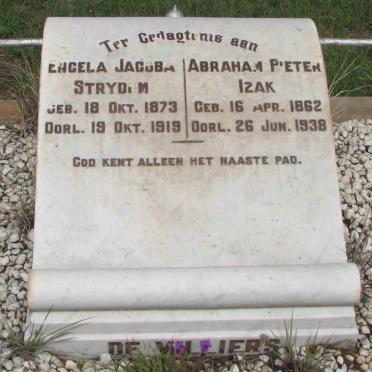 Ter Gedagtenis aan
ENGELA JACOBA
STRYDOM
GEB. 18 OKT. 1873
OORL. 19 OKT. 1919
ABRAHAM PIETER
IZAK
GEB. 16 APR. 1862
OORL. 26 JUN. 1938
GOD KENT ALLEEN HET NAASTE PAD.
DE VILLIERS